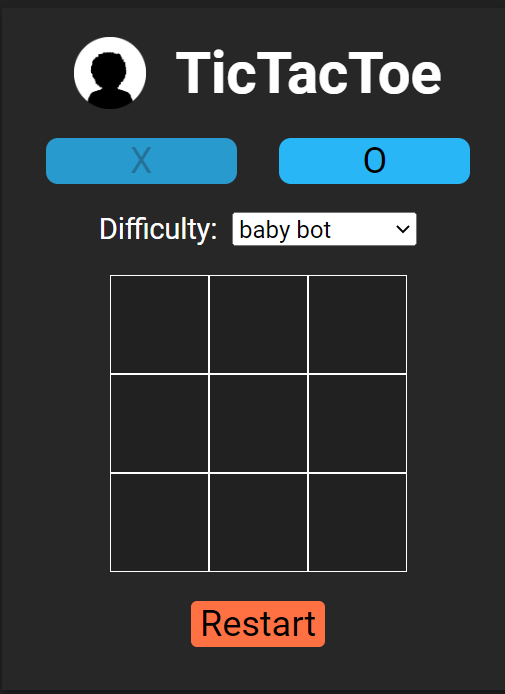 TicTacToe
X O
Difficulty: baby bot
Restart